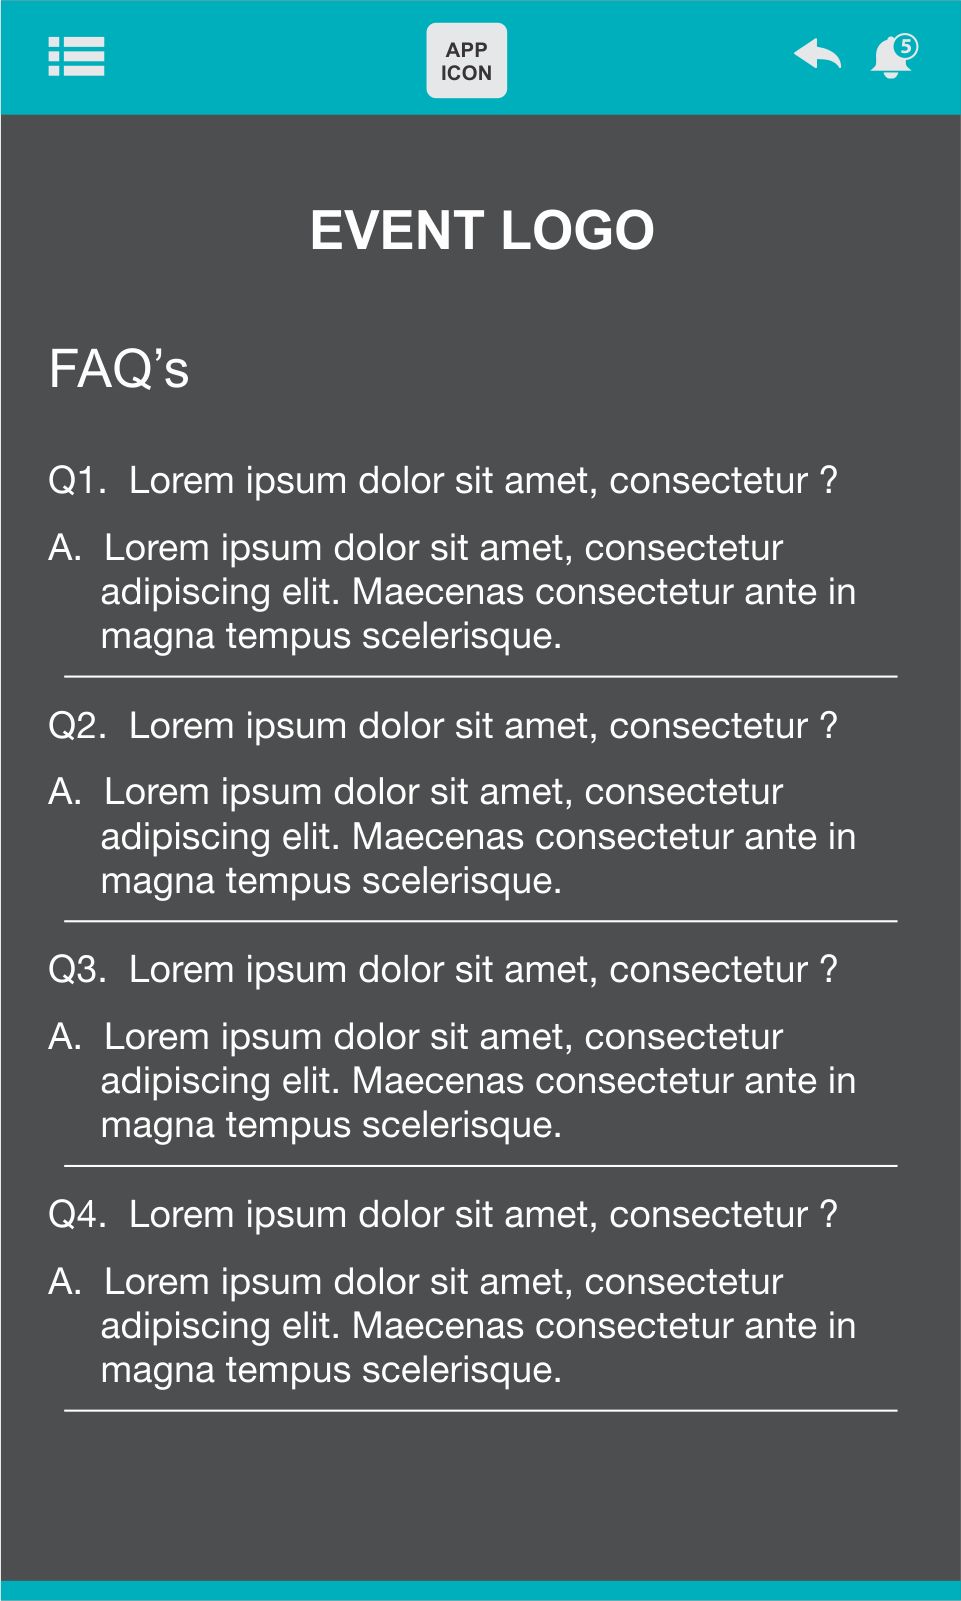 APP
ICON
5
EVENT LOGO
FAQ’s
Q1. Lorem ipsum dolor sit amet, consectetur ?
A. Lorem ipsum dolor sit amet, consectetur
adipiscing elit. Maecenas consectetur ante in
magna tempus scelerisque.
Q2. Lorem ipsum dolor sit amet, consectetur ?
A. Lorem ipsum dolor sit amet, consectetur
adipiscing elit. Maecenas consectetur ante in
magna tempus scelerisque.
Q3. Lorem ipsum dolor sit amet, consectetur ?
A. Lorem ipsum dolor sit amet, consectetur
adipiscing elit. Maecenas consectetur ante in
magna tempus scelerisque.
Q4. Lorem ipsum dolor sit amet, consectetur ?
A. Lorem ipsum dolor sit amet, consectetur
adipiscing elit. Maecenas consectetur ante in
magna tempus scelerisque.